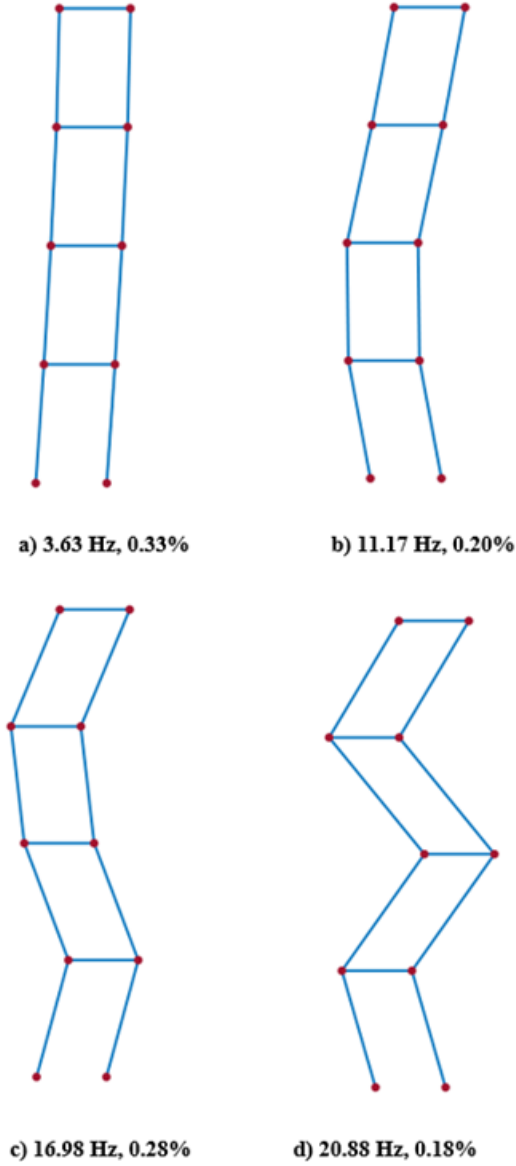 a) 3.63 Hz, 0.33%
b) 11.17 Hz, 0.20%
c) 16.98 Hz, 0.28%
d) 20.88 Hz, 0.18%